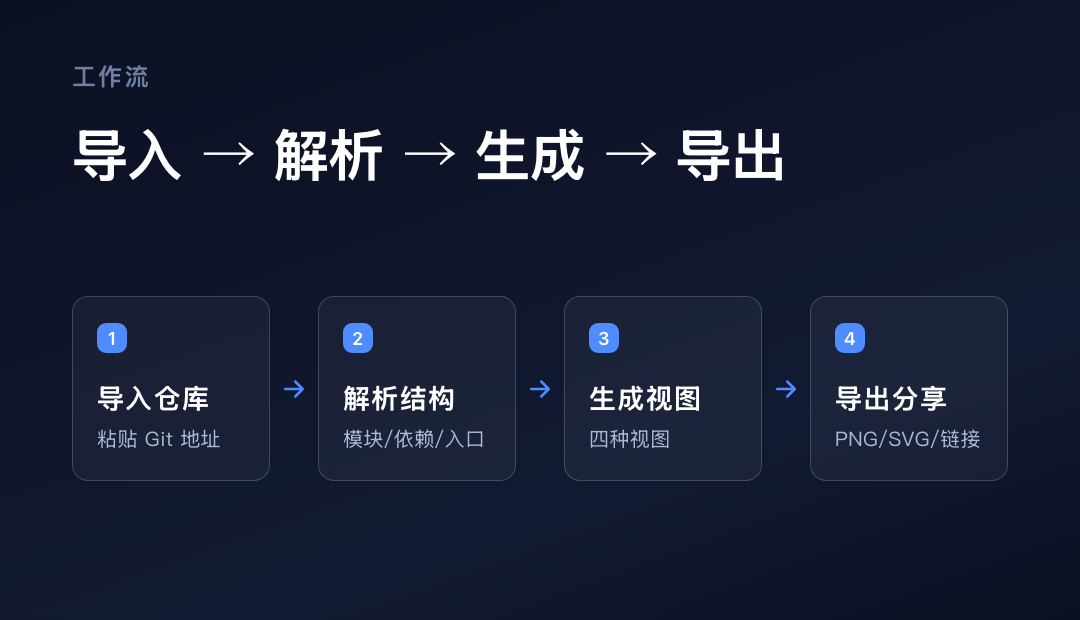 工作流
导入 → 解析 → 生成 → 导出
1
导入仓库
粘贴 Git 地址
→
2
解析结构
模块/依赖/入口
→
3
生成视图
四种视图
→
4
导出分享
PNG/SVG/链接